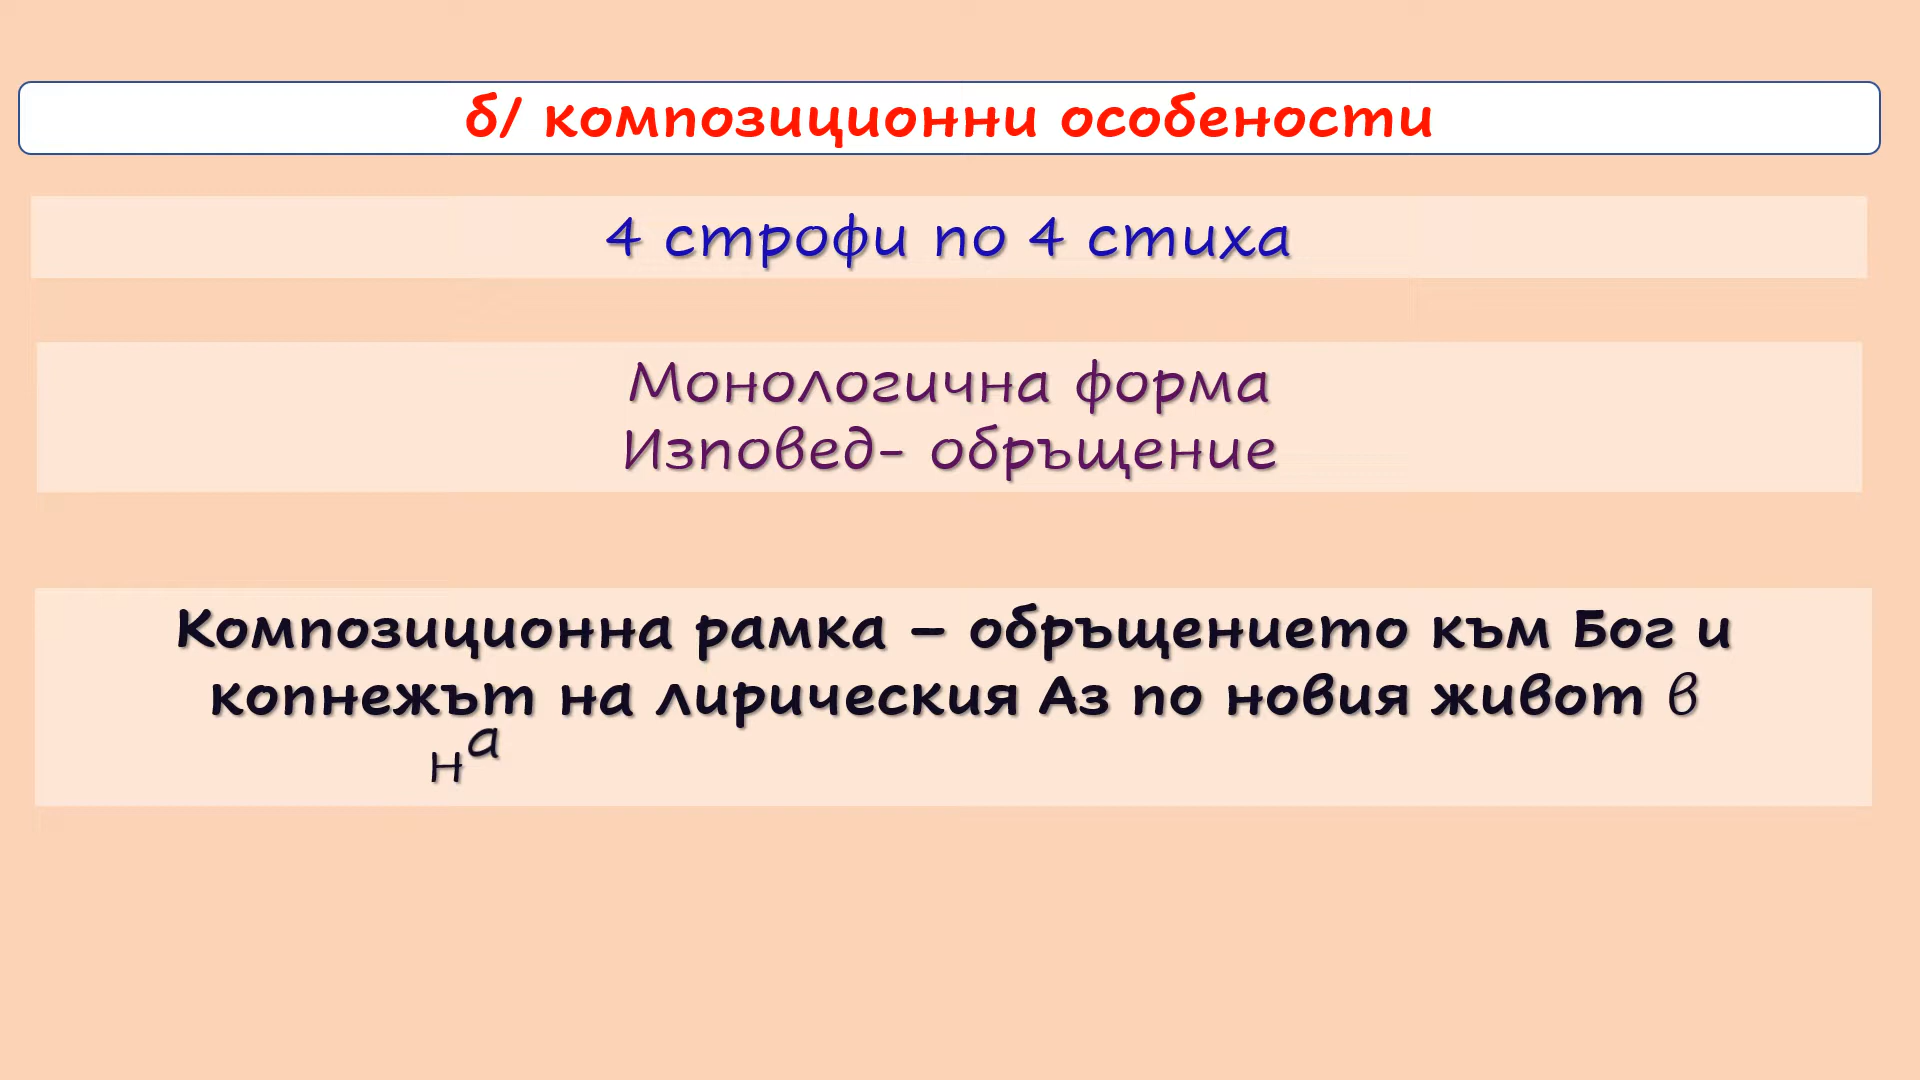 б/ композиционни особености
4 строфи по 4 стиха
Монологична форма
Изповед- обръщение
Композиционна рамка – обръщението към Бог и
копнежът на лирическия Аз по новия живот в
на